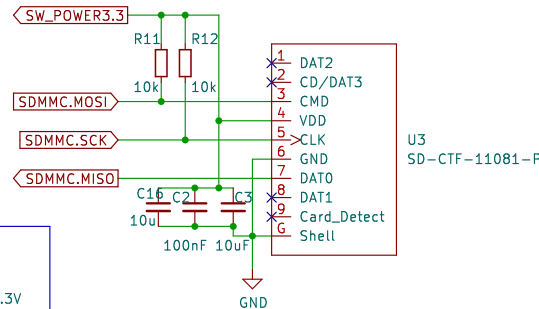 SW_POWER3.3
R11
R12
10k
10k
SDMMC.MOSI
SDMMC.SCK
SDMMC.MISO
1
DAT2
2
CD/DAT3
3
CMD
4
VDD
5
CLK
6
GND
7
DAT0
8
DAT1
9
Card_Detect
G
Shell
U3
SD-CTF-11081-P
C16
C2
C3
10u
100nF
10uF
GND
.3V